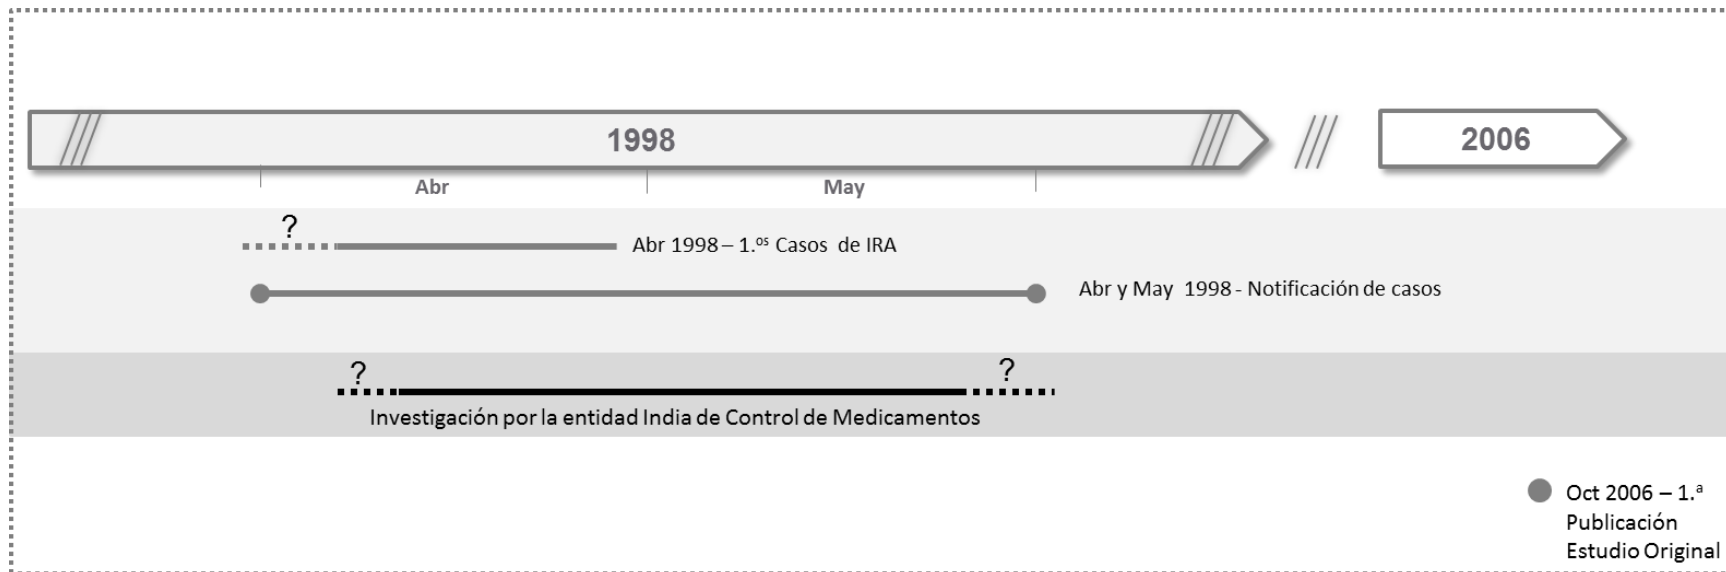 1998
2006
Abr
May
?
Abr 1998 – 1.os Casos de IRA
Abr y May 1998 - Notificación de casos
?
?
Investigación por la entidad India de Control de Medicamentos
Oct 2006 – 1.a
Publicación
Estudio Original